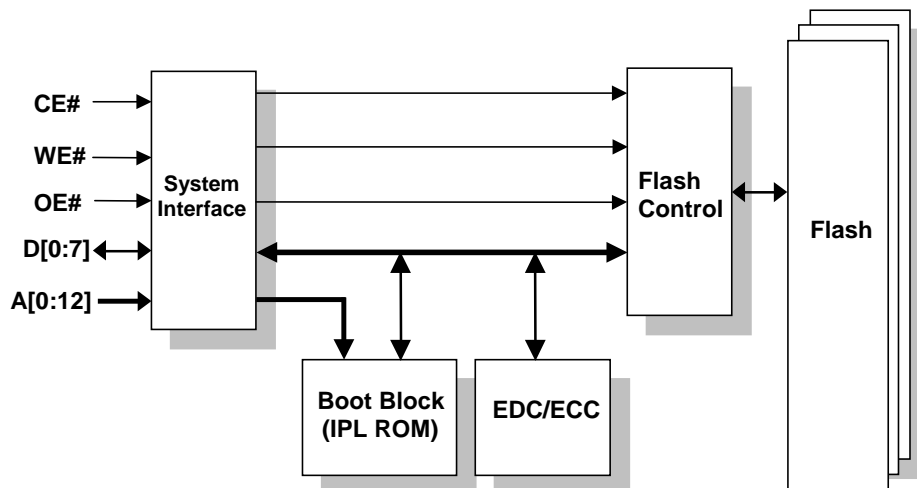 CE#
WE#
OE#
D[0:7]
A[0:12]
System
Interface
Boot Block
(IPL ROM)
EDC/ECC
Flash
Control
Flash